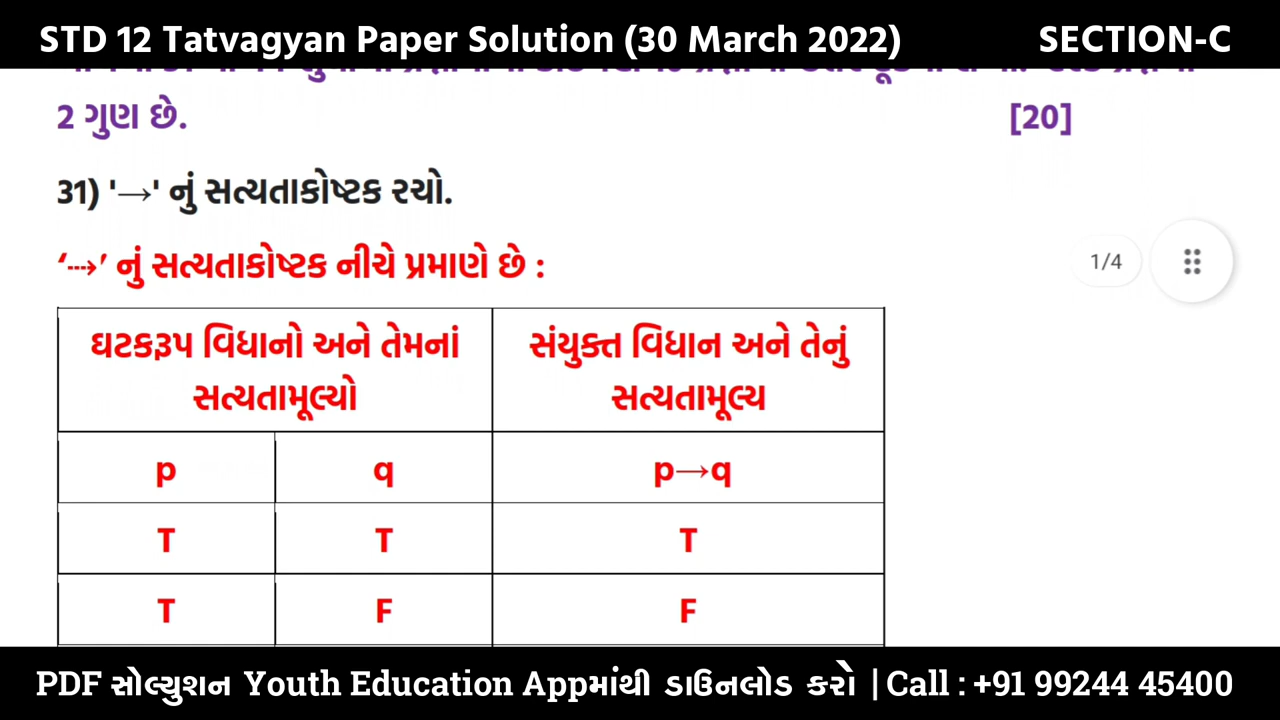 STD 12 Tatvagyan Paper Solution (30 March 2022) SECTION-C
2 ગુણ છે. [20]
31) '→' નું સત્યતાકોષ્ટક રચો.
‘⇢’ નું સત્યતાકોષ્ટક નીચે પ્રમાણે છે :
1/4
ઘટકરૂપ વિધાનો અને તેમનાં સત્યતામૂલ્યો
સંયુક્ત વિધાન અને તેનું સત્યતામૂલ્ય
p q p→q
T T T
T F F
PDF સોલ્યુશન Youth Education Appમાંથી ડાઉનલોડ કરો | Call : +91 99244 45400